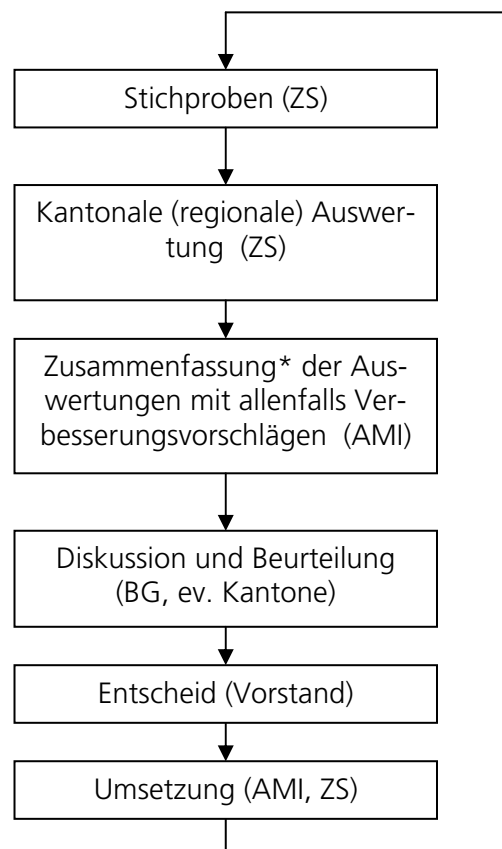 Stichproben (ZS)
Kantonale (regionale) Auswer-
tung (ZS)
Zusammenfassung* der Aus-
wertungen mit allenfalls Ver-
besserungsvorschlägen (AMI)
Diskussion und Beurteilung
(BG, ev. Kantone)
Entscheid (Vorstand)
Umsetzung (AMI, ZS)